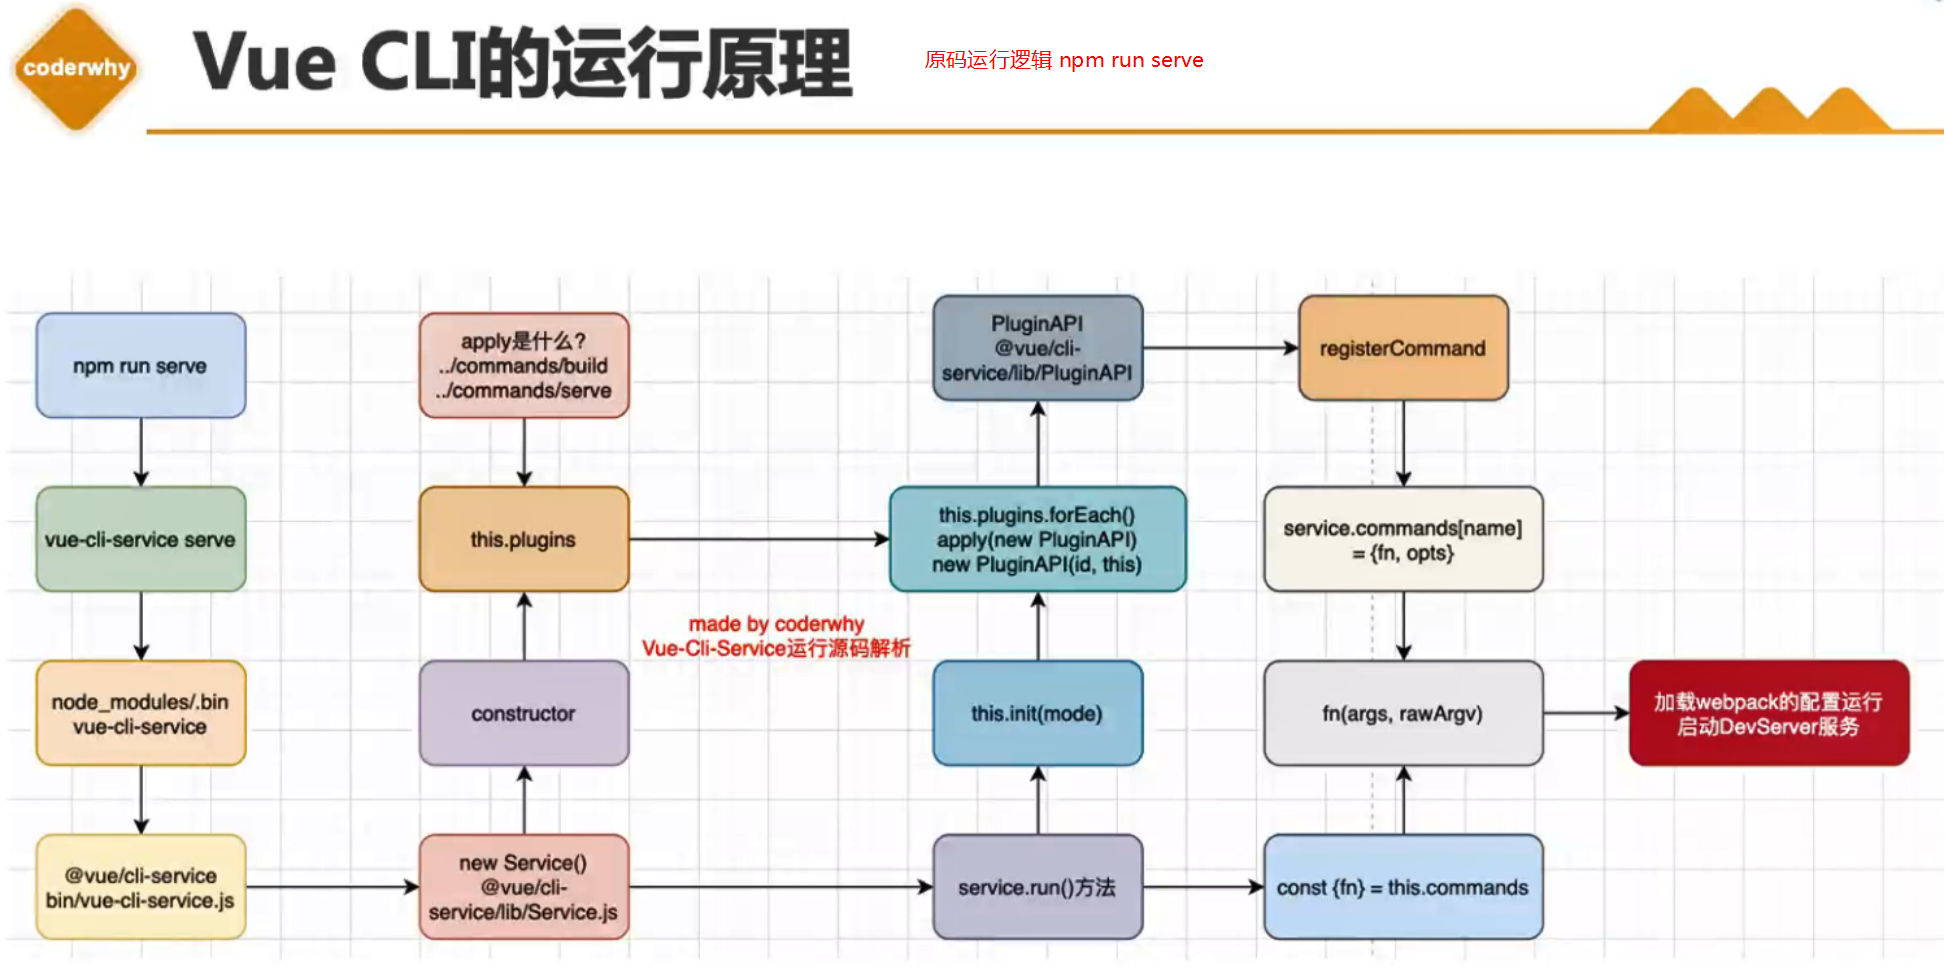 coderwhy
Vue CLI的运行原理
原码运行逻辑 npm run serve
npm run serve
vue-cli-service serve
node_modules/.bin
vue-cli-service
@vue/cli-service
bin/vue-cli-service.js
apply是什么？
../commands/build
../commands/serve
this.plugins
constructor
new Service()
@vue/cli-
service/lib/Service.js
made by coderwhy
Vue-Cli-Service运行源码解析
PluginAPI
@vue/cli-
service/lib/PluginAPI
this.plugins.forEach()
apply(new PluginAPI)
new PluginAPI(id, this)
this.init(mode)
service.run()方法
registerCommand
service.commands[name]
= {fn, opts}
fn(args, rawArgv)
const {fn} = this.commands
加载webpack的配置运行
启动DevServer服务